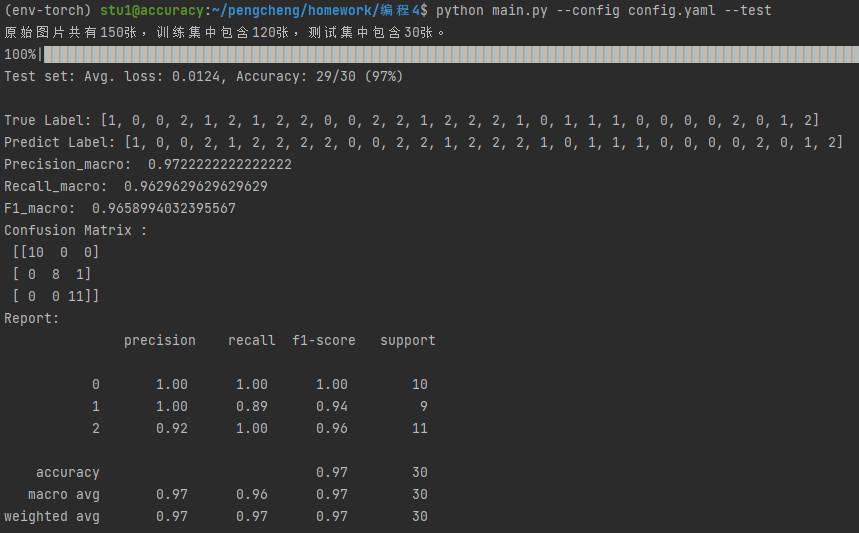 (env-torch) stu1@accuracy:~/pengcheng/homework/编程4$ python main.py --config config.yaml --test
原始图片共有150张，训练集中包含120张，测试集中包含30张。
100%|
Test set: Avg. loss: 0.0124, Accuracy: 29/30 (97%)
True Label: [1, 0, 0, 2, 1, 2, 1, 2, 2, 0, 0, 2, 2, 1, 2, 2, 2, 1, 0, 1, 1, 1, 0, 0, 0, 0, 2, 0, 1, 2]
Predict Label: [1, 0, 0, 2, 1, 2, 2, 2, 2, 0, 0, 2, 2, 1, 2, 2, 2, 1, 0, 1, 1, 1, 0, 0, 0, 0, 2, 0, 1, 2]
Precision_macro:  0.9722222222222222
Recall_macro:  0.9629629629629629
F1_macro:  0.9658994032395567
Confusion Matrix :
[[10  0  0]
[ 0  8  1]
[ 0  0 11]]
Report:
precision    recall  f1-score   support
0       1.00      1.00      1.00        10
1       1.00      0.89      0.94         9
2       0.92      1.00      0.96        11
accuracy                           0.97        30
macro avg       0.97      0.96      0.97        30
weighted avg       0.97      0.97      0.97        30